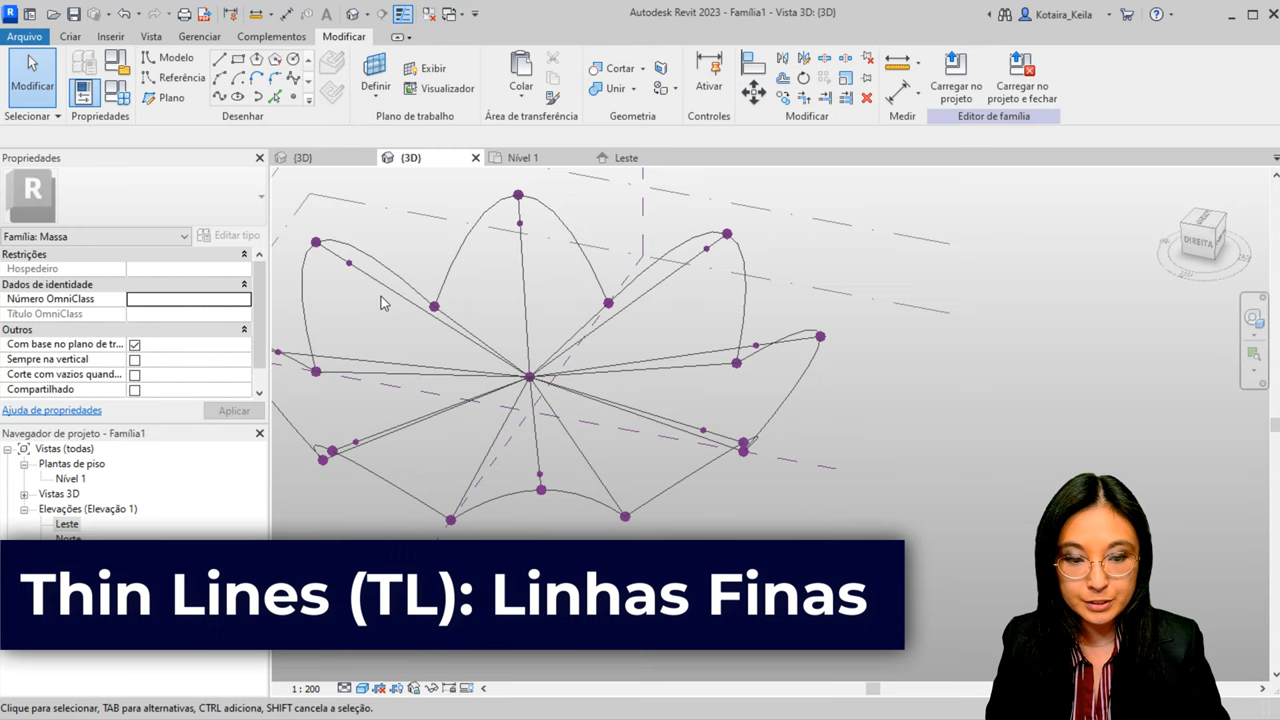 Autodesk Revit 2023 - Família1 - Vista 3D: {3D}
Kotaira_Keila
Arquivo
Criar
Inserir
Vista
Gerenciar
Complementos
Modificar
Modificar
Selecionar
Propriedades
Modelo
Referência
Plano
Desenhar
Definir
Exibir
Visualizador
Plano de trabalho
Colar
Área de transferência
Cortar
Unir
Geometria
Ativar
Controles
Modificar
Medir
Carregar no
projeto
Carregar no
projeto e fechar
Editor de família
Propriedades
{3D}
{3D}
Nível 1
Leste
R
Família: Massa
Editar tipo
Restrições
Hospedeiro
Dados de identidade
Número OmniClass
Título OmniClass
Outros
Com base no plano de tr...
Sempre na vertical
Corte com vazios quand...
Compartilhado
Ajuda de propriedades
Aplicar
Navegador de projeto - Família1
Vistas (todas)
Plantas de piso
Nível 1
Vistas 3D
Elevações (Elevação 1)
Leste
DIREITA
Thin Lines (TL): Linhas Finas
1 : 200
Clique para selecionar, TAB para alternativas, CTRL adiciona, SHIFT cancela a seleção.